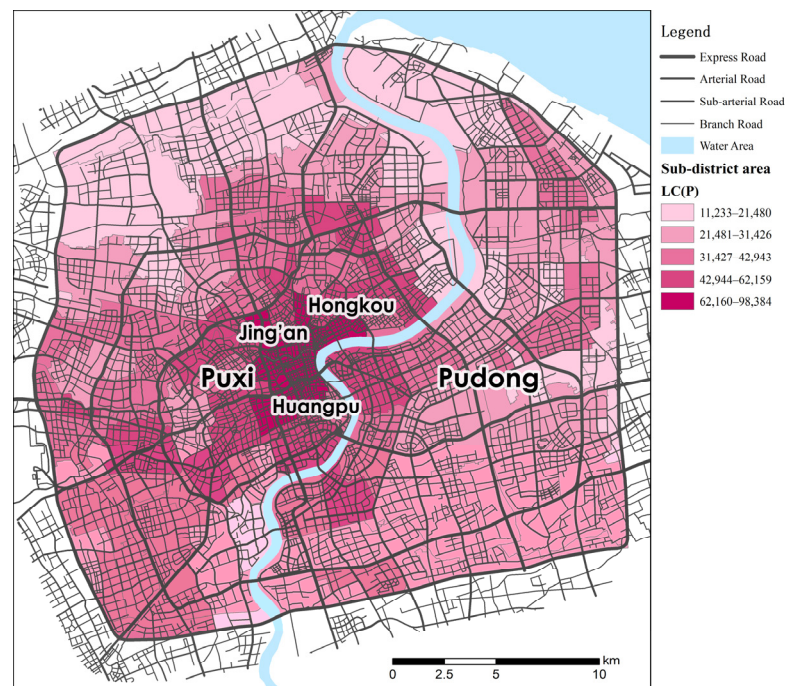 Legend
Express Road
Arterial Road
Sub-arterial Road
Branch Road
Water Area
Sub-district area
LC(P)
11,233–21,480
21,481–31,426
31,427 42,943
42,944–62,159
62,160–98,384
Hongkou
Jing'an
Puxi
Pudong
Huangpu
km
0 2.5 5 10